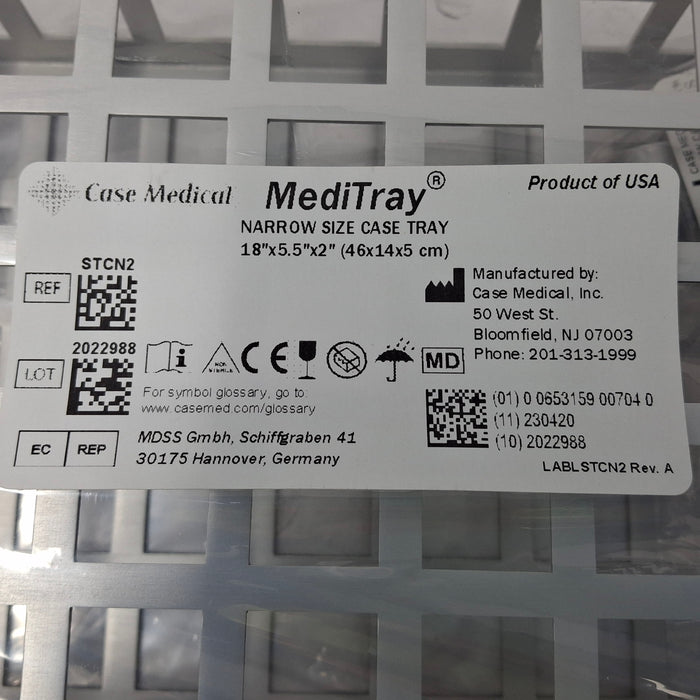 Case Medical MediTray® Product of USA
NARROW SIZE CASE TRAY
18"x5.5"x2" (46x14x5 cm)
STCN2
REF
2022988
LOT
NON
STERILE
CE
MD
For symbol glossary, go to:
www.casemed.com/glossary
EC REP
MDSS Gmbh, Schiffgraben 41
30175 Hannover, Germany
Manufactured by:
Case Medical, Inc.
50 West St.
Bloomfield, NJ 07003
Phone: 201-313-1999
(01) 0 0653159 00704 0
(11) 230420
(10) 2022988
LABLSTCN2 Rev. A